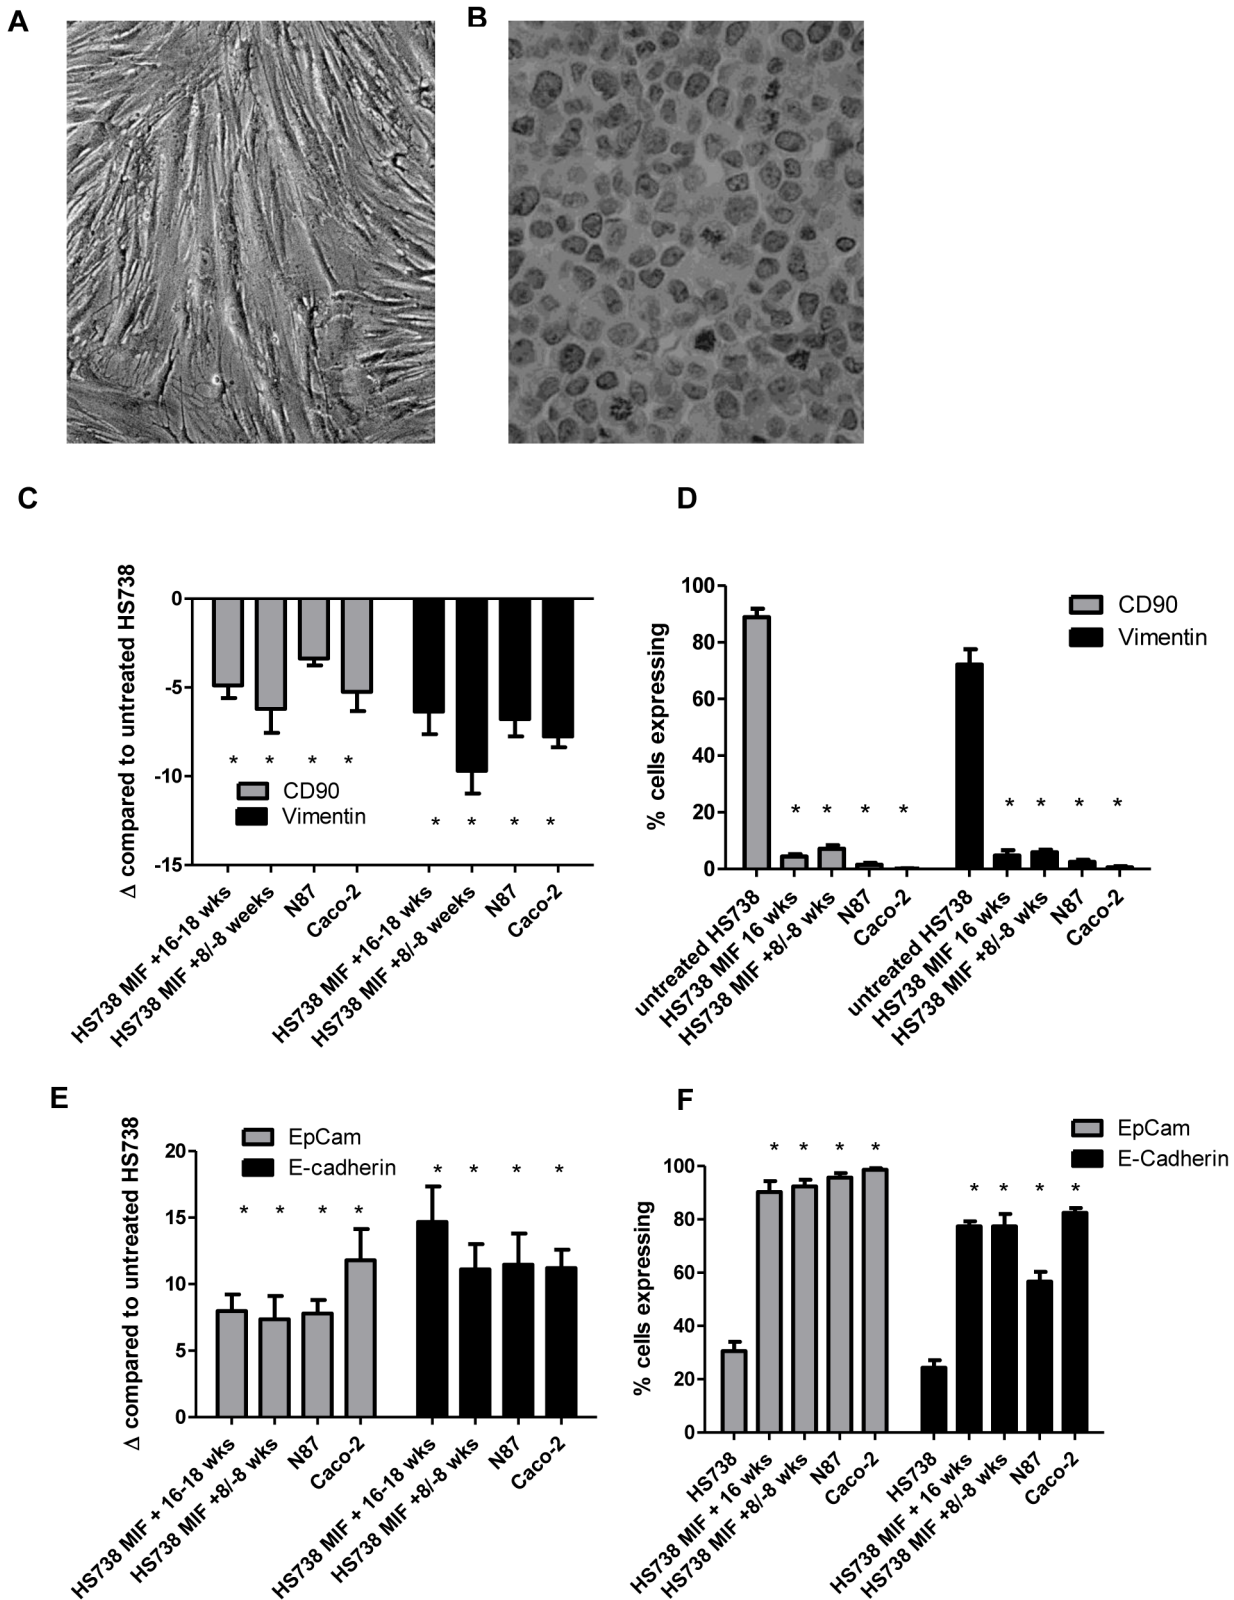 A
B
C
Δ compared to untreated HS738
0
-5
-10
-15
* * * *
CD90
Vimentin
* * * *
HS738 MIF +16-18 wks
HS738 MIF +8/-8 weeks
N87
Caco-2
HS738 MIF +16-18 wks
HS738 MIF +8/-8 weeks
N87
Caco-2
D
% cells expressing
100
80
60
40
20
0
CD90
Vimentin
* * * *
* * * *
untreated HS738
HS738 MIF 16 wks
HS738 MIF +8/-8 wks
N87
Caco-2
untreated HS738
HS738 MIF 16 wks
HS738 MIF +8/-8 wks
N87
Caco-2
E
Δ compared to untreated HS738
20
15
10
5
0
EpCam
E-cadherin
* * * *
* * * *
HS738 MIF + 16-18 wks
HS738 MIF +8/-8 wks
N87
Caco-2
HS738 MIF + 16-18 wks
HS738 MIF +8/-8 wks
N87
Caco-2
F
% cells expressing
100
80
60
40
20
0
EpCam
E-Cadherin
* * * *
* * * *
HS738
HS738 MIF + 16 wks
HS738 MIF +8/-8 wks
N87
Caco-2
HS738
HS738 MIF + 16 wks
HS738 MIF +8/-8 wks
N87
Caco-2